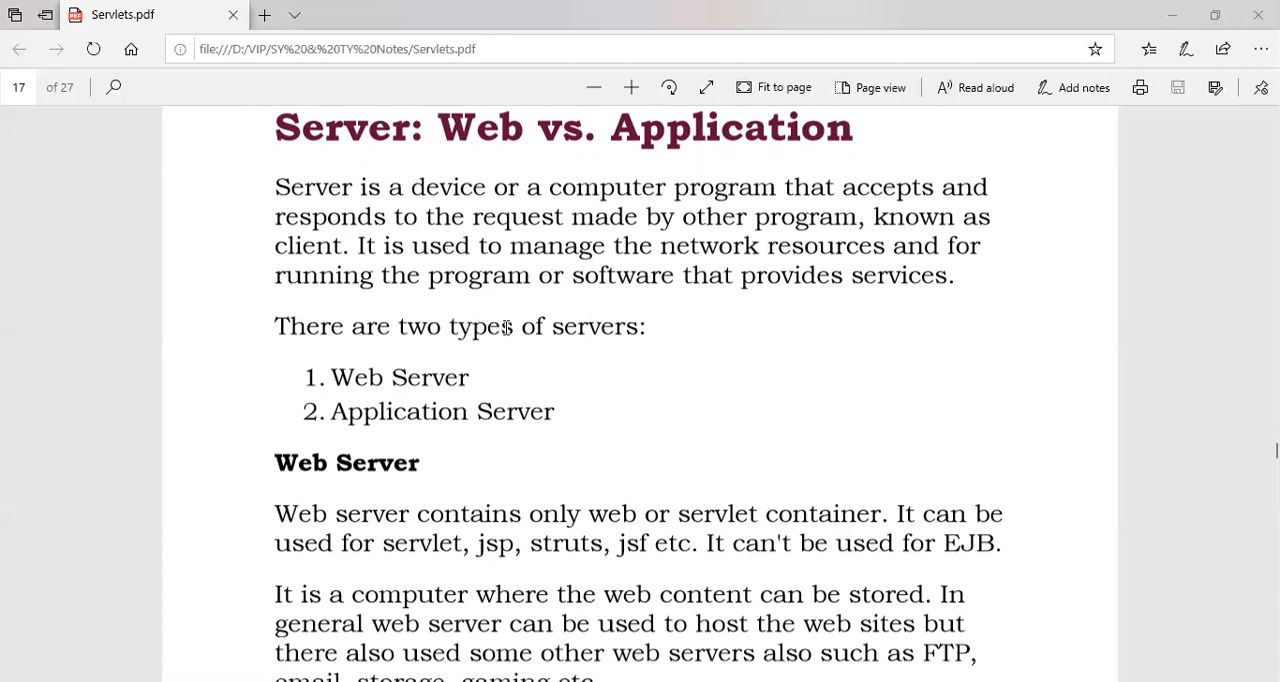 Servlets.pdf
file:///D:/VIP/SY%20&%20TY%20Notes/Servlets.pdf
17 of 27 Fit to page Page view Read aloud Add notes
Server: Web vs. Application
Server is a device or a computer program that accepts and
responds to the request made by other program, known as
client. It is used to manage the network resources and for
running the program or software that provides services.
There are two types of servers:
1. Web Server
2. Application Server
Web Server
Web server contains only web or servlet container. It can be
used for servlet, jsp, struts, jsf etc. It can't be used for EJB.
It is a computer where the web content can be stored. In
general web server can be used to host the web sites but
there also used some other web servers also such as FTP,
email, storage, gaming etc.